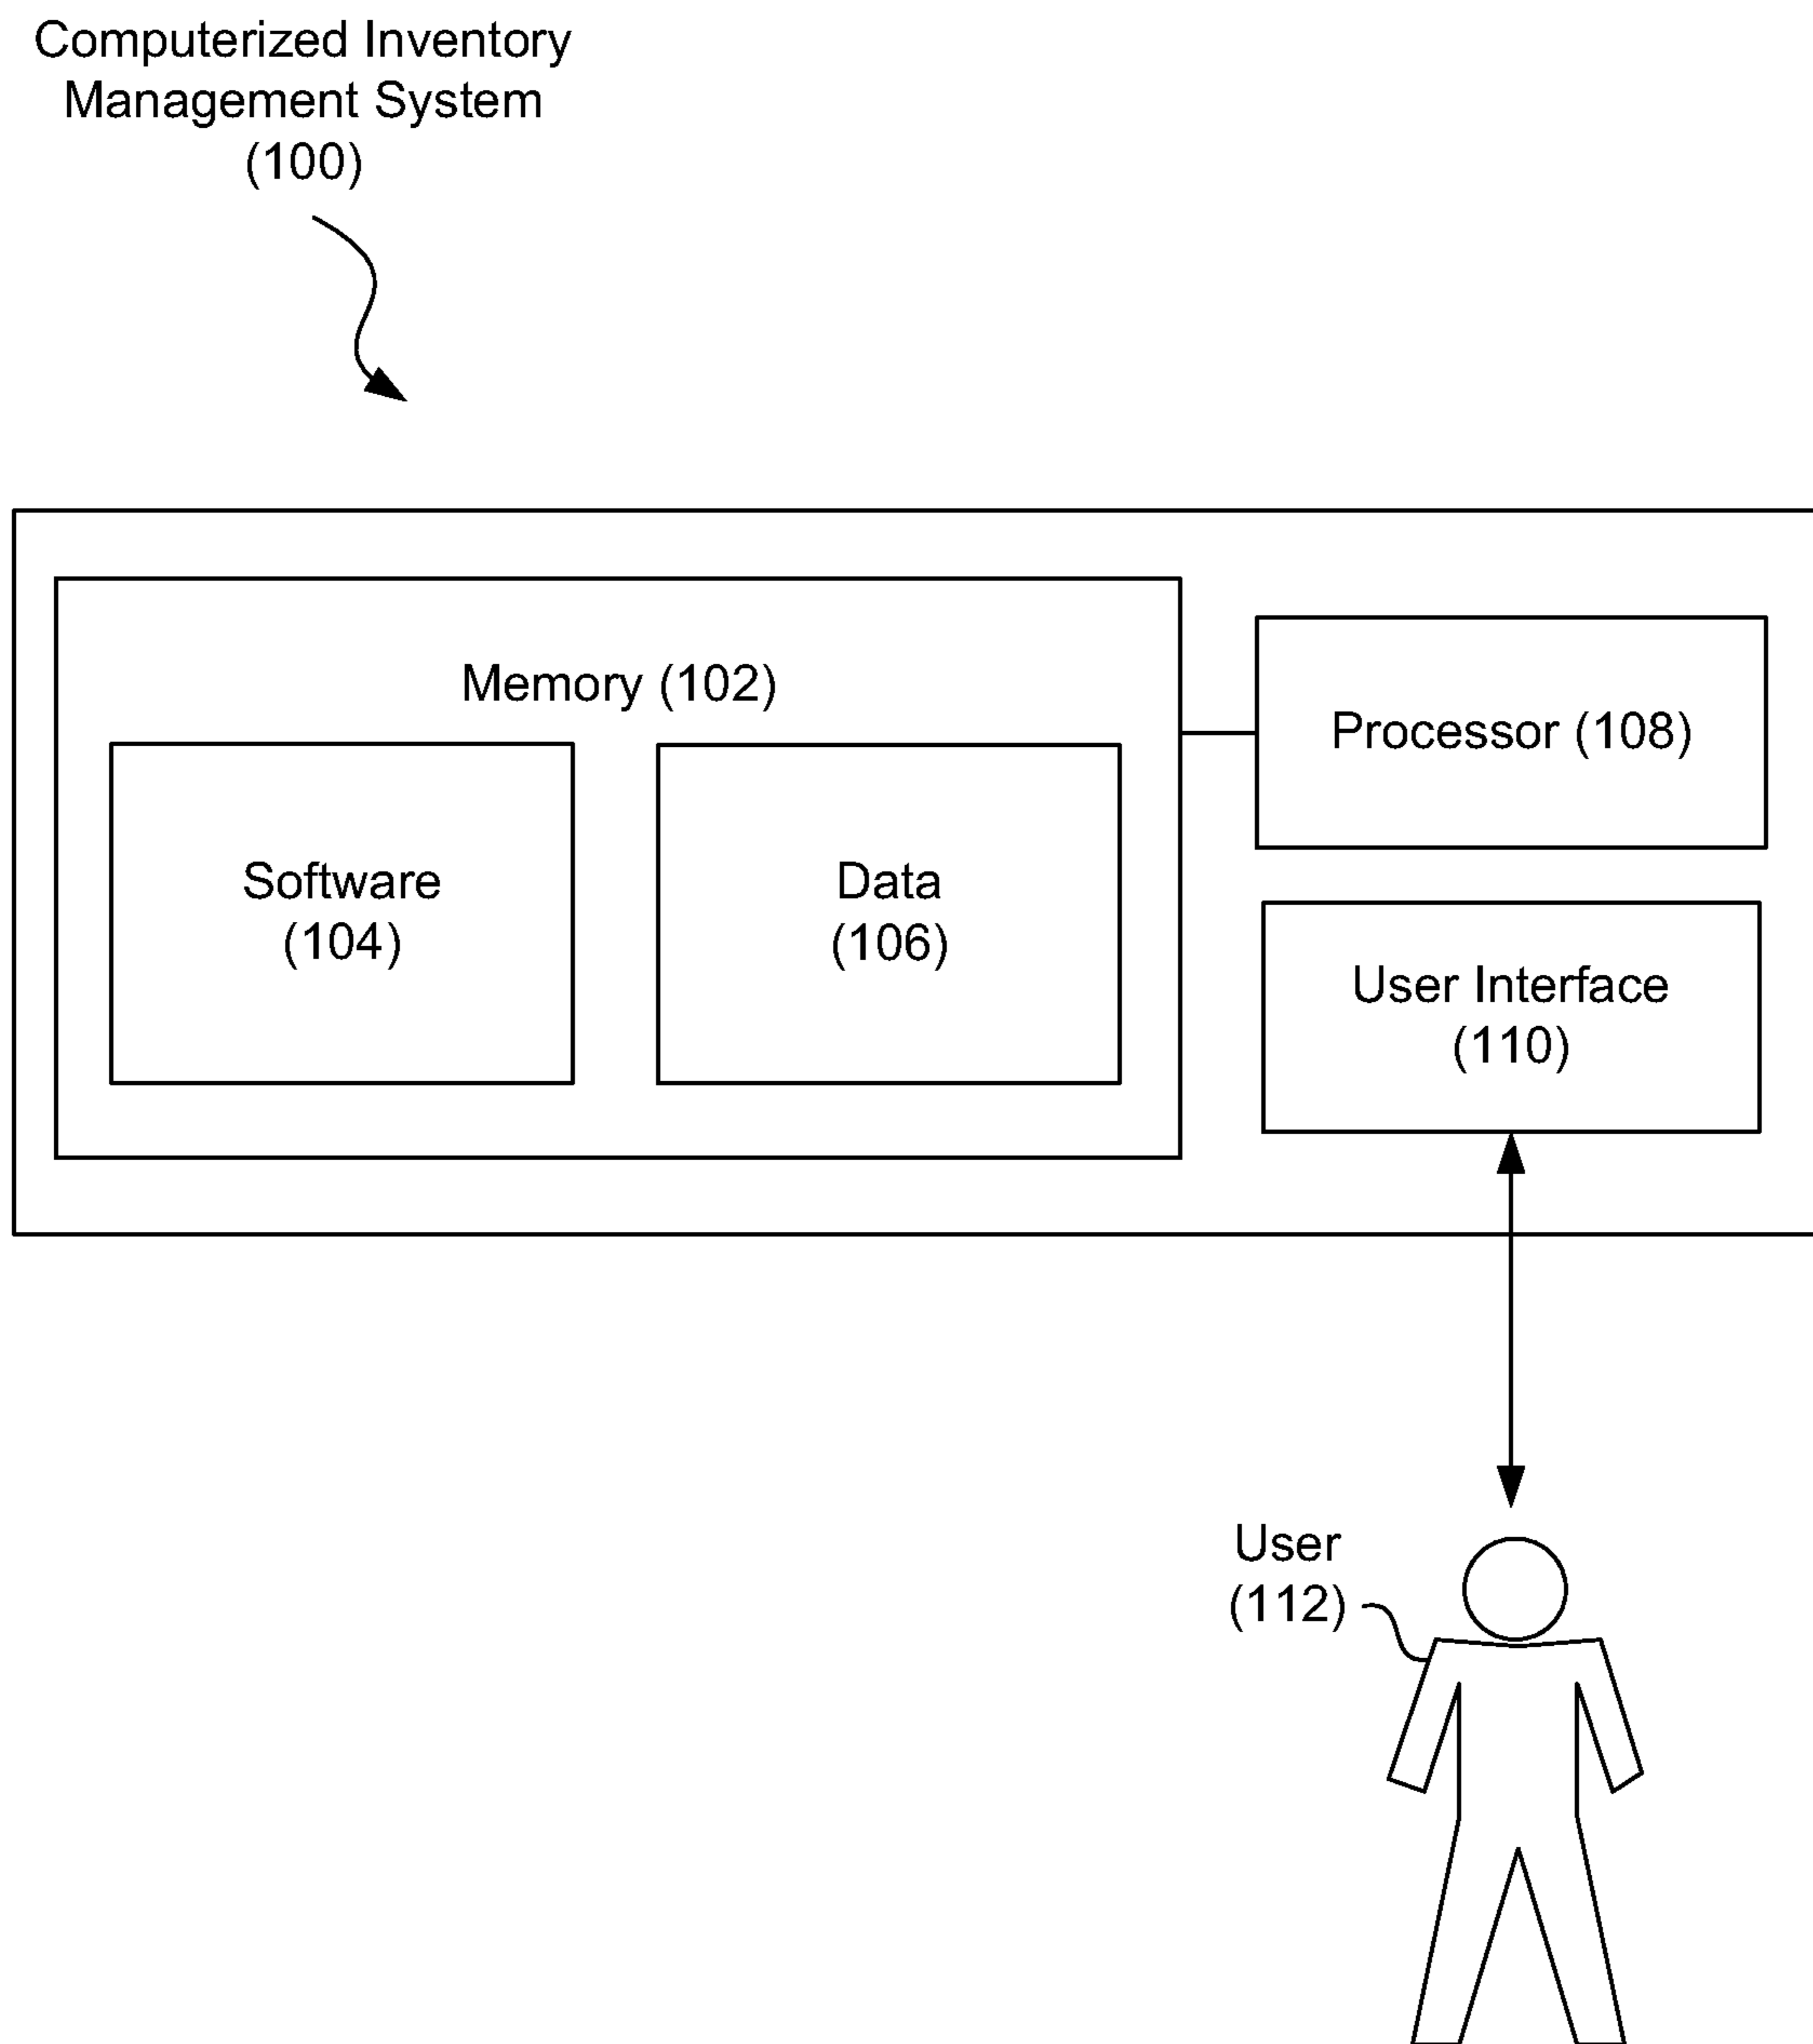 Computerized Inventory
Management System
(100)
Memory (102)
Software
(104)
Data
(106)
Processor (108)
User Interface
(110)
User
(112)